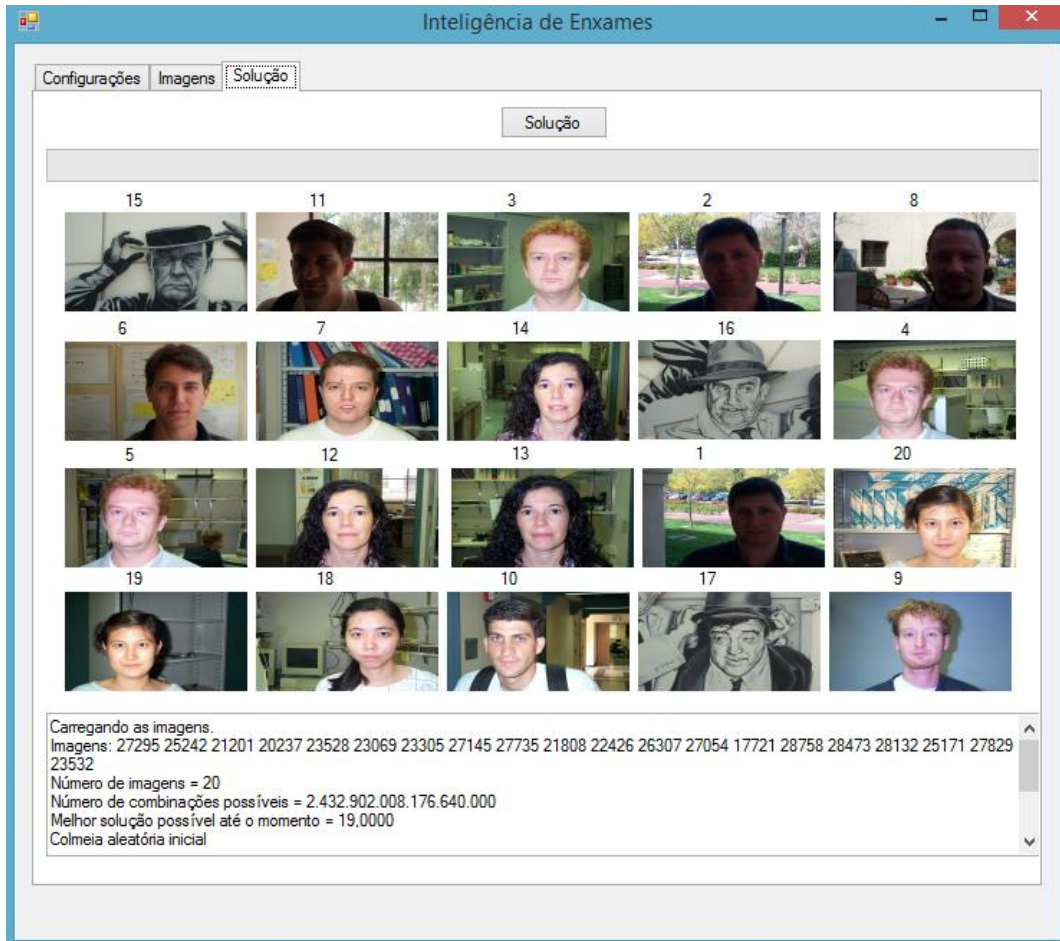 Inteligência de Enxames
Configurações Imagens Solução
Solução
15 11 3 2 8
6 7 14 16 4
5 12 13 1 20
19 18 10 17 9
Carregando as imagens.
Imagens: 27295 25242 21201 20237 23528 23069 23305 27145 27735 21808 22426 26307 27054 17721 28758 28473 28132 25171 27829
23532
Número de imagens = 20
Número de combinações possíveis = 2.432.902.008.176.640.000
Melhor solução possível até o momento = 19,0000
Colmeia aleatória inicial